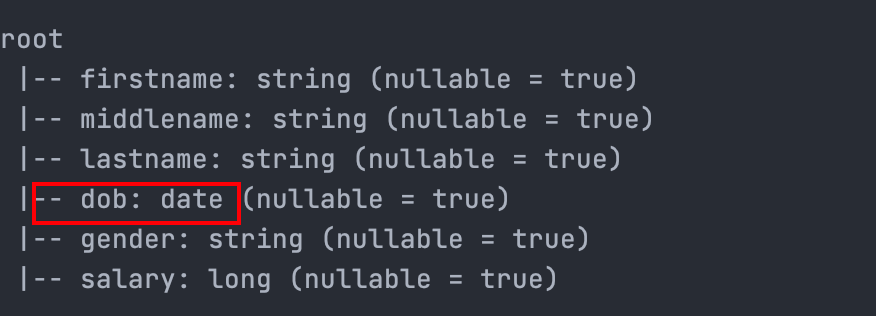 root
 |-- firstname: string (nullable = true)
 |-- middlename: string (nullable = true)
 |-- lastname: string (nullable = true)
 |-- dob: date (nullable = true)
 |-- gender: string (nullable = true)
 |-- salary: long (nullable = true)